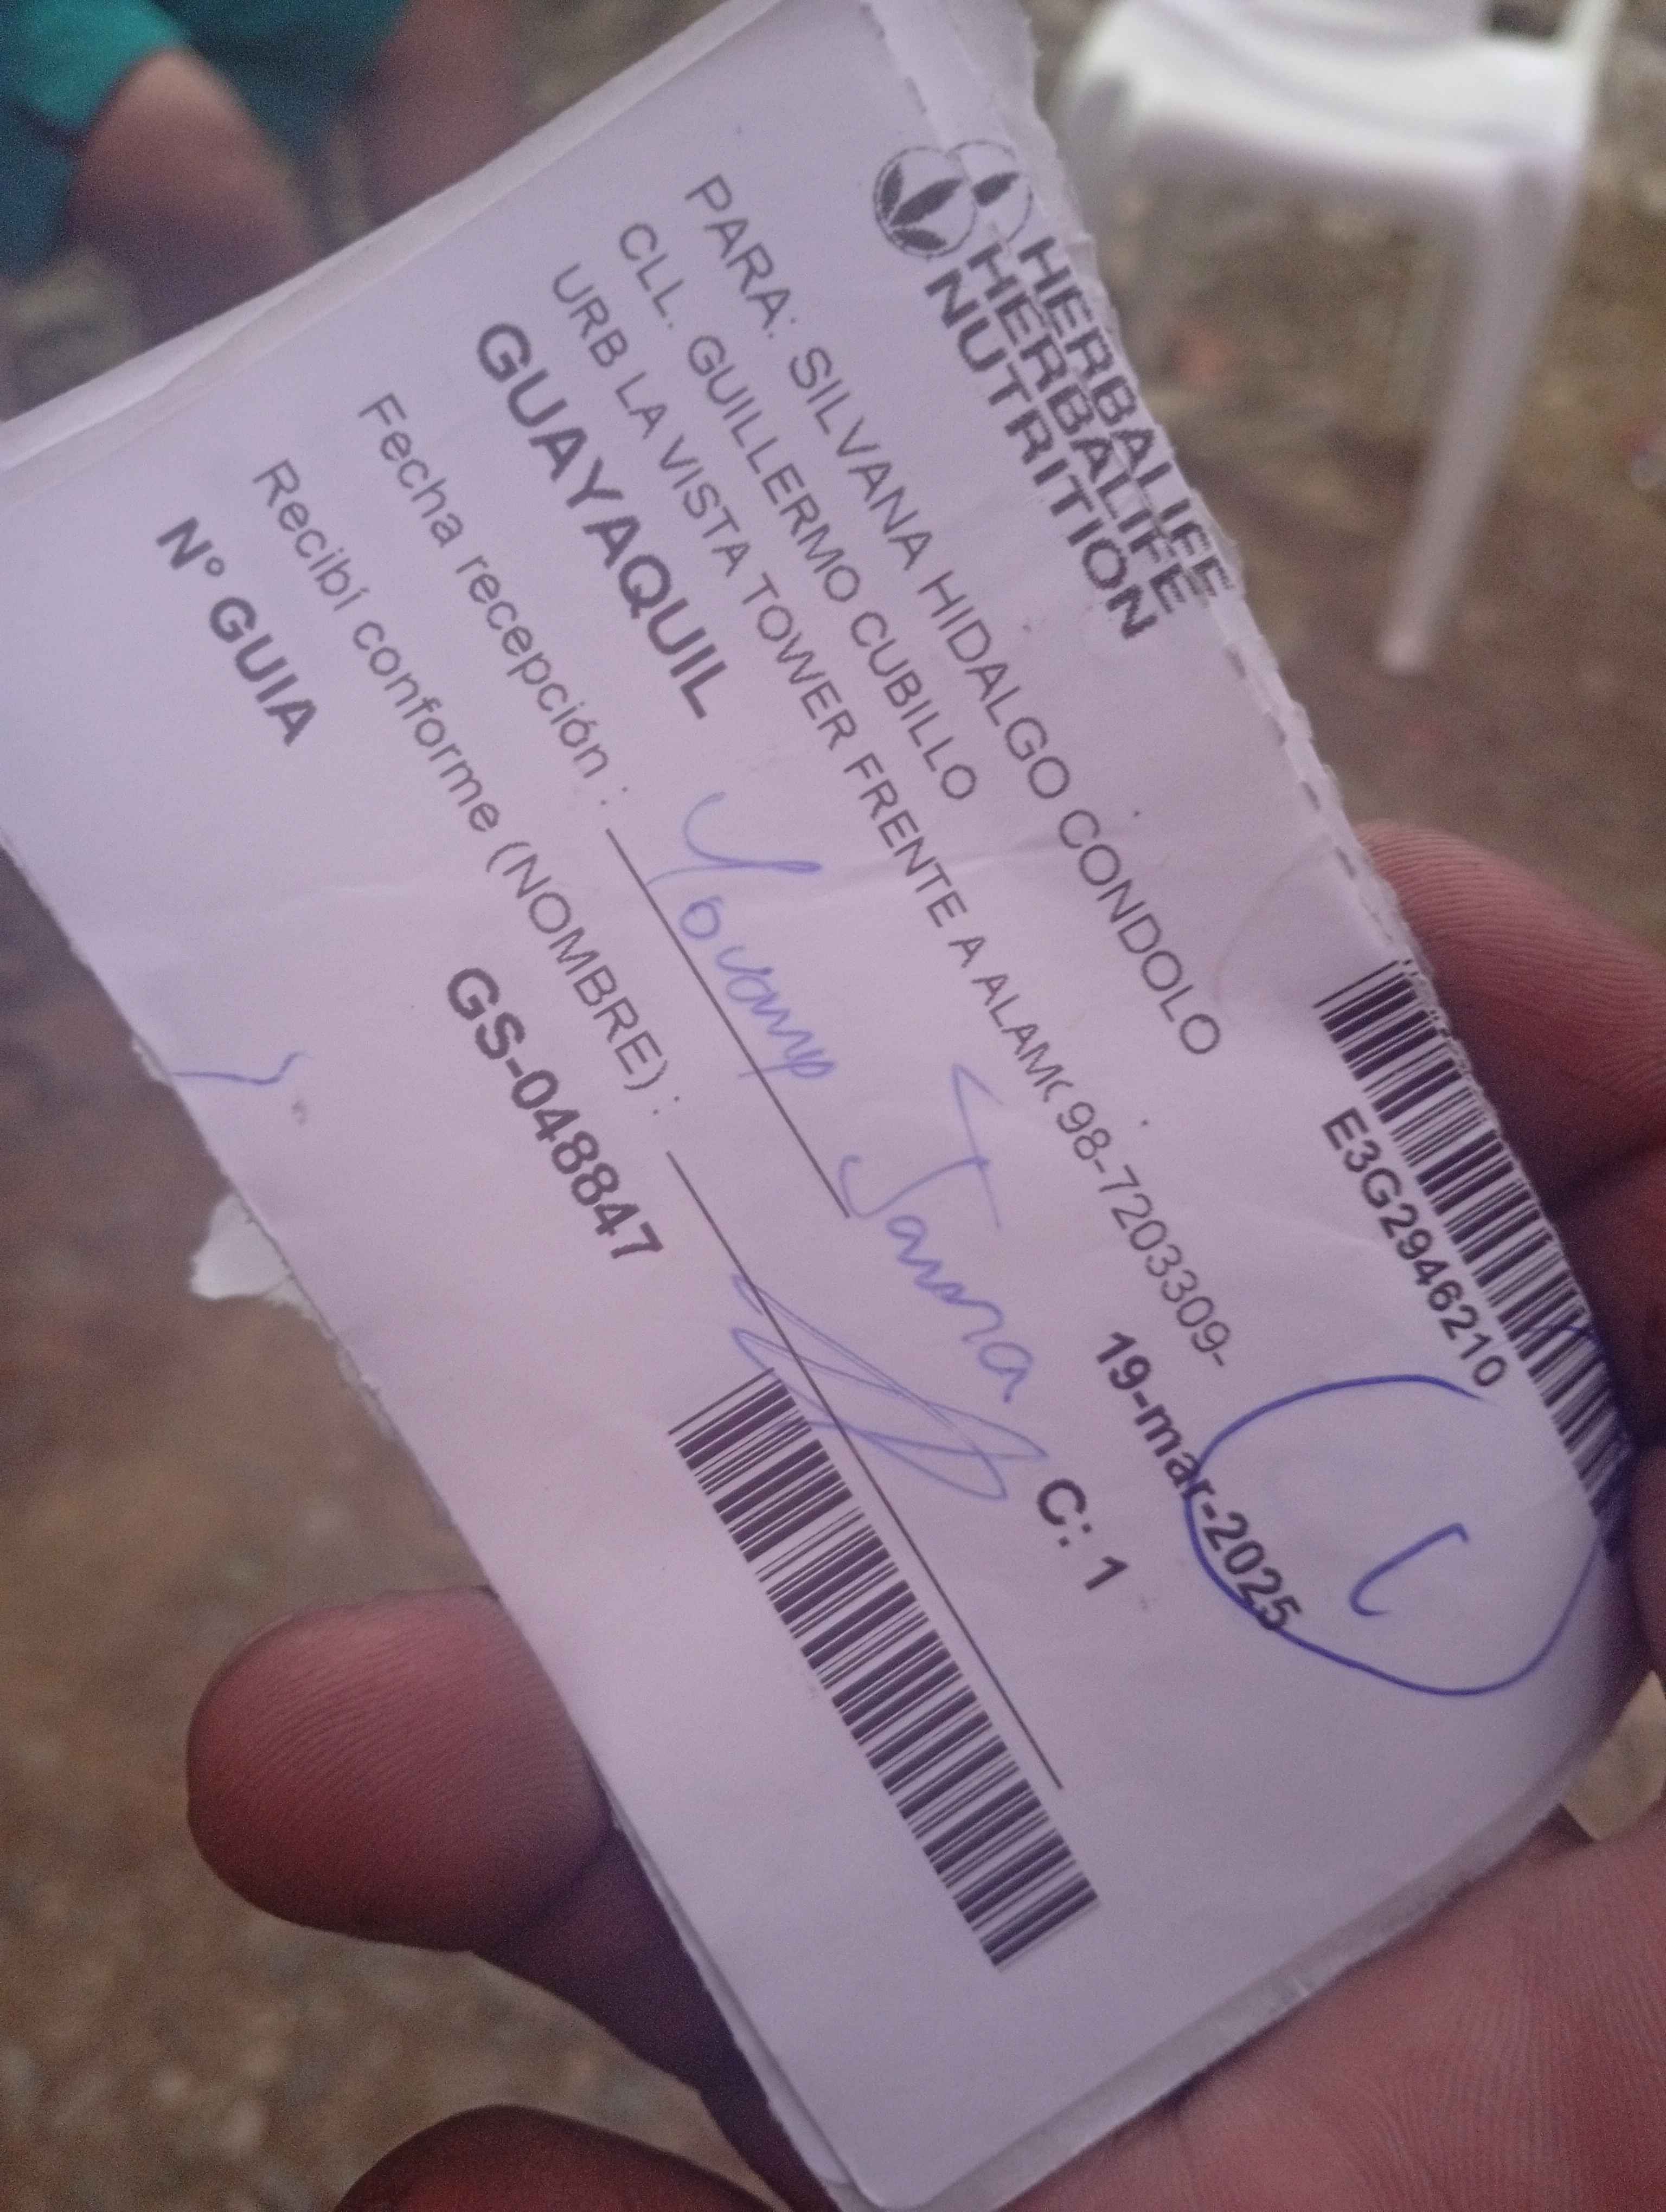 HERBALIFE
HERBALIFE
NUTRITION
E3G2946210
PARA: SILVANA HIDALGO CONDOLO
CLL. GUILLERMO CUBILLO
URB LA VISTA TOWER FRENTE A ALAMO 98-7203309-
GUAYAQUIL
19-mar-2025
Fecha recepción :
C: 1
Recibí conforme (NOMBRE) :
N° GUIA GS-048847